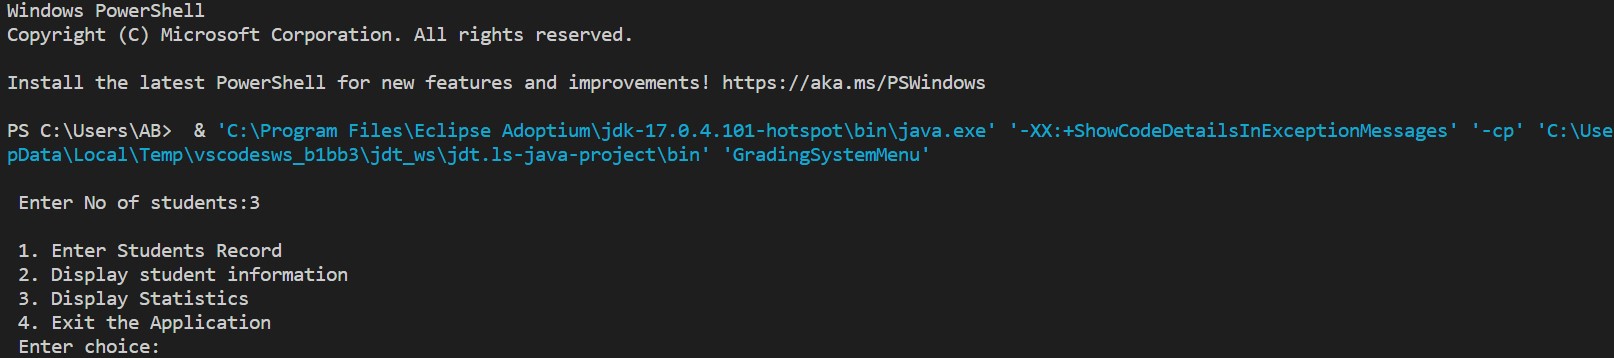 Windows PowerShell
Copyright (C) Microsoft Corporation. All rights reserved.
Install the latest PowerShell for new features and improvements! https://aka.ms/PSWindows
PS C:\Users\AB>  & 'C:\Program Files\Eclipse Adoptium\jdk-17.0.4.101-hotspot\bin\java.exe' '-XX:+ShowCodeDetailsInExceptionMessages' '-cp' 'C:\Use
pData\Local\Temp\vscodesws_b1bb3\jdt_ws\jdt.ls-java-project\bin' 'GradingSystemMenu'
Enter No of students:3
1. Enter Students Record
2. Display student information
3. Display Statistics
4. Exit the Application
Enter choice: